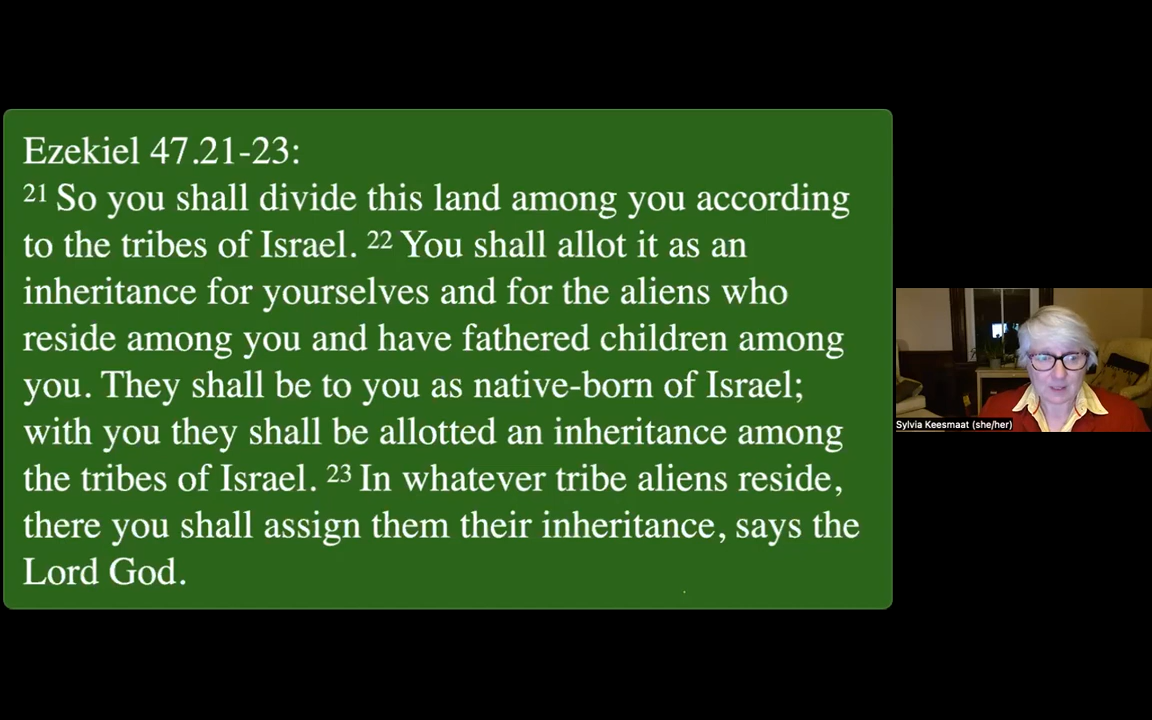 Ezekiel 47.21-23:
21 So you shall divide this land among you according
to the tribes of Israel. 22 You shall allot it as an
inheritance for yourselves and for the aliens who
reside among you and have fathered children among
you. They shall be to you as native-born of Israel;
with you they shall be allotted an inheritance among
the tribes of Israel. 23 In whatever tribe aliens reside,
there you shall assign them their inheritance, says the
Lord God.
Sylvia Keesmaat (she/her)